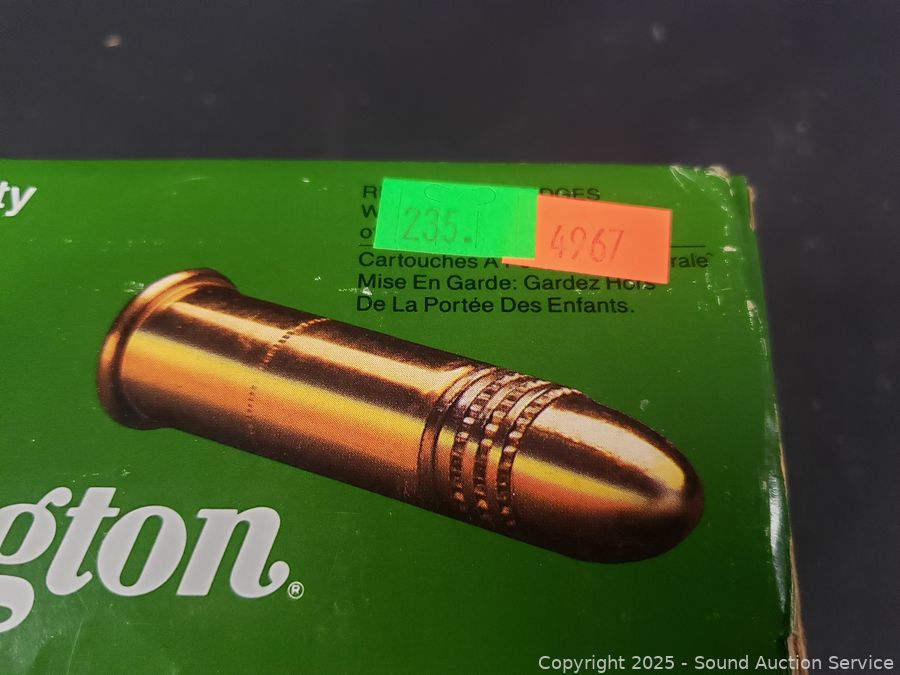 ty
R DGES
W
o
235.
4967
Cartouches A P rale
Mise En Garde: Gardez Hors
De La Portée Des Enfants.
gton®
Copyright © 2025 - Sound Auction Service